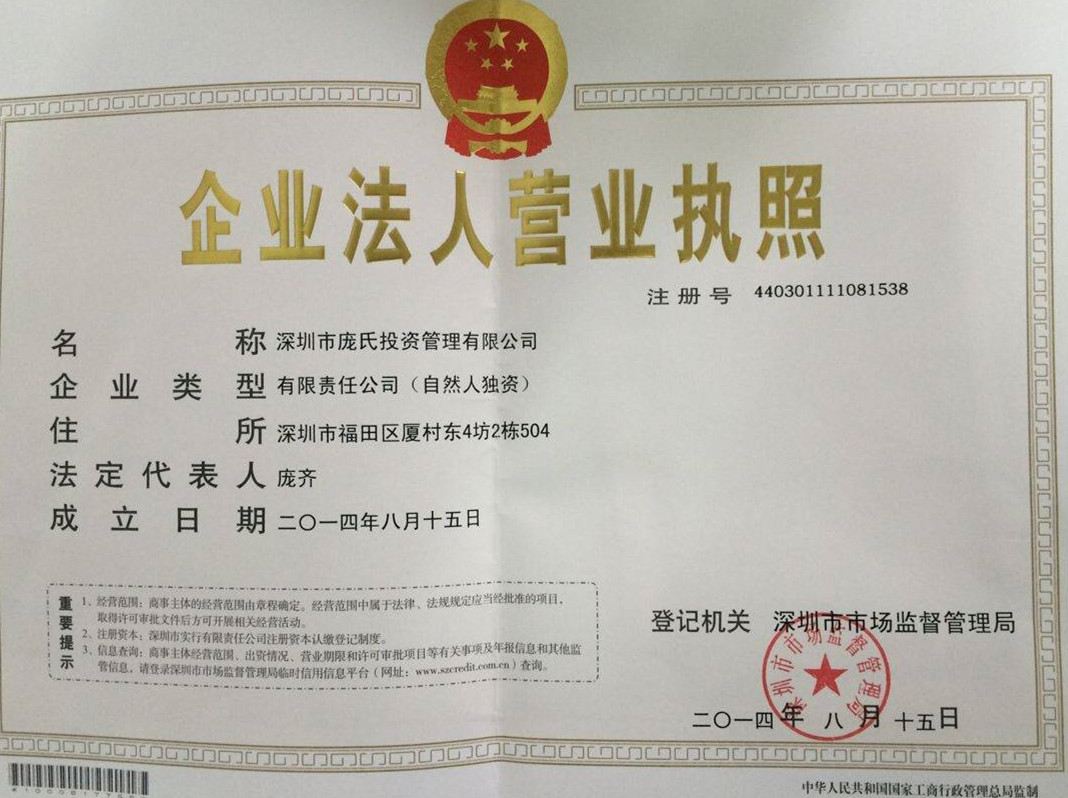 企业法人营业执照
注册号 440301111081538
名称 深圳市庞氏投资管理有限公司
企业类型 有限责任公司（自然人独资）
住所 深圳市福田区厦村东4坊2栋504
法定代表人 庞齐
成立日期 二〇一四年八月十五日
重要提示
1、经营范围：商事主体的经营范围由章程确定。经营范围中属于法律、法规规定应当经批准的项目，
取得许可审批文件后方可开展相关经营活动。
2、注册资本：深圳市实行有限责任公司注册资本认缴登记制度。
3、信息查询：商事主体经营范围、出资情况、营业期限和许可审批项目等有关事项及年报信息和其他监
管信息，请登录深圳市市场监督管理局临时信用信息平台（网址：www.szcredit.com.cn）查询。
登记机关 深圳市市场监督管理局
深圳市市场监督管理局
二〇一四年八月十五日
中华人民共和国国家工商行政管理总局监制